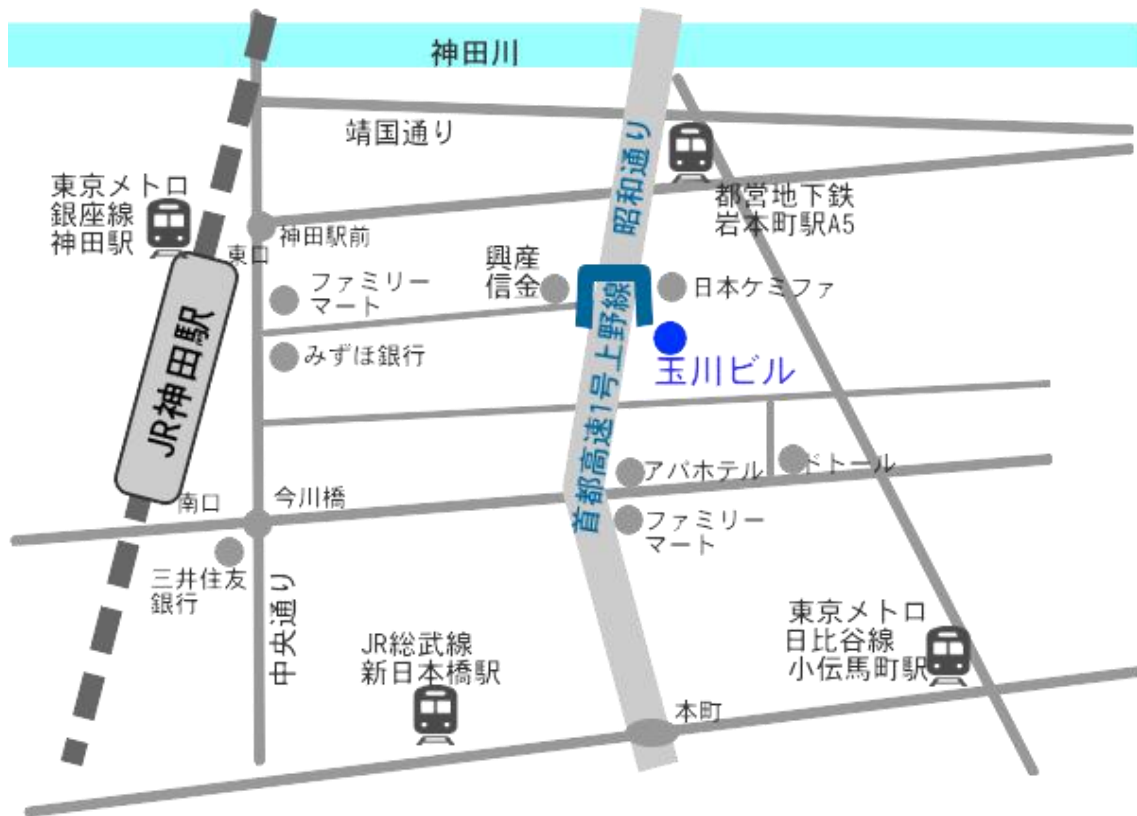 神田川
靖国通り
昭和通り
東京メトロ
銀座線
神田駅
都営地下鉄
岩本町駅A5
東口
神田駅前
興産
信金
日本ケミファ
ファミリー
マート
みずほ銀行
玉川ビル
JR神田駅
首都高速1号上野線
アパホテル
ドトール
南口
今川橋
ファミリー
マート
三井住友
銀行
中央通り
JR総武線
新日本橋駅
東京メトロ
日比谷線
小伝馬町駅
本町